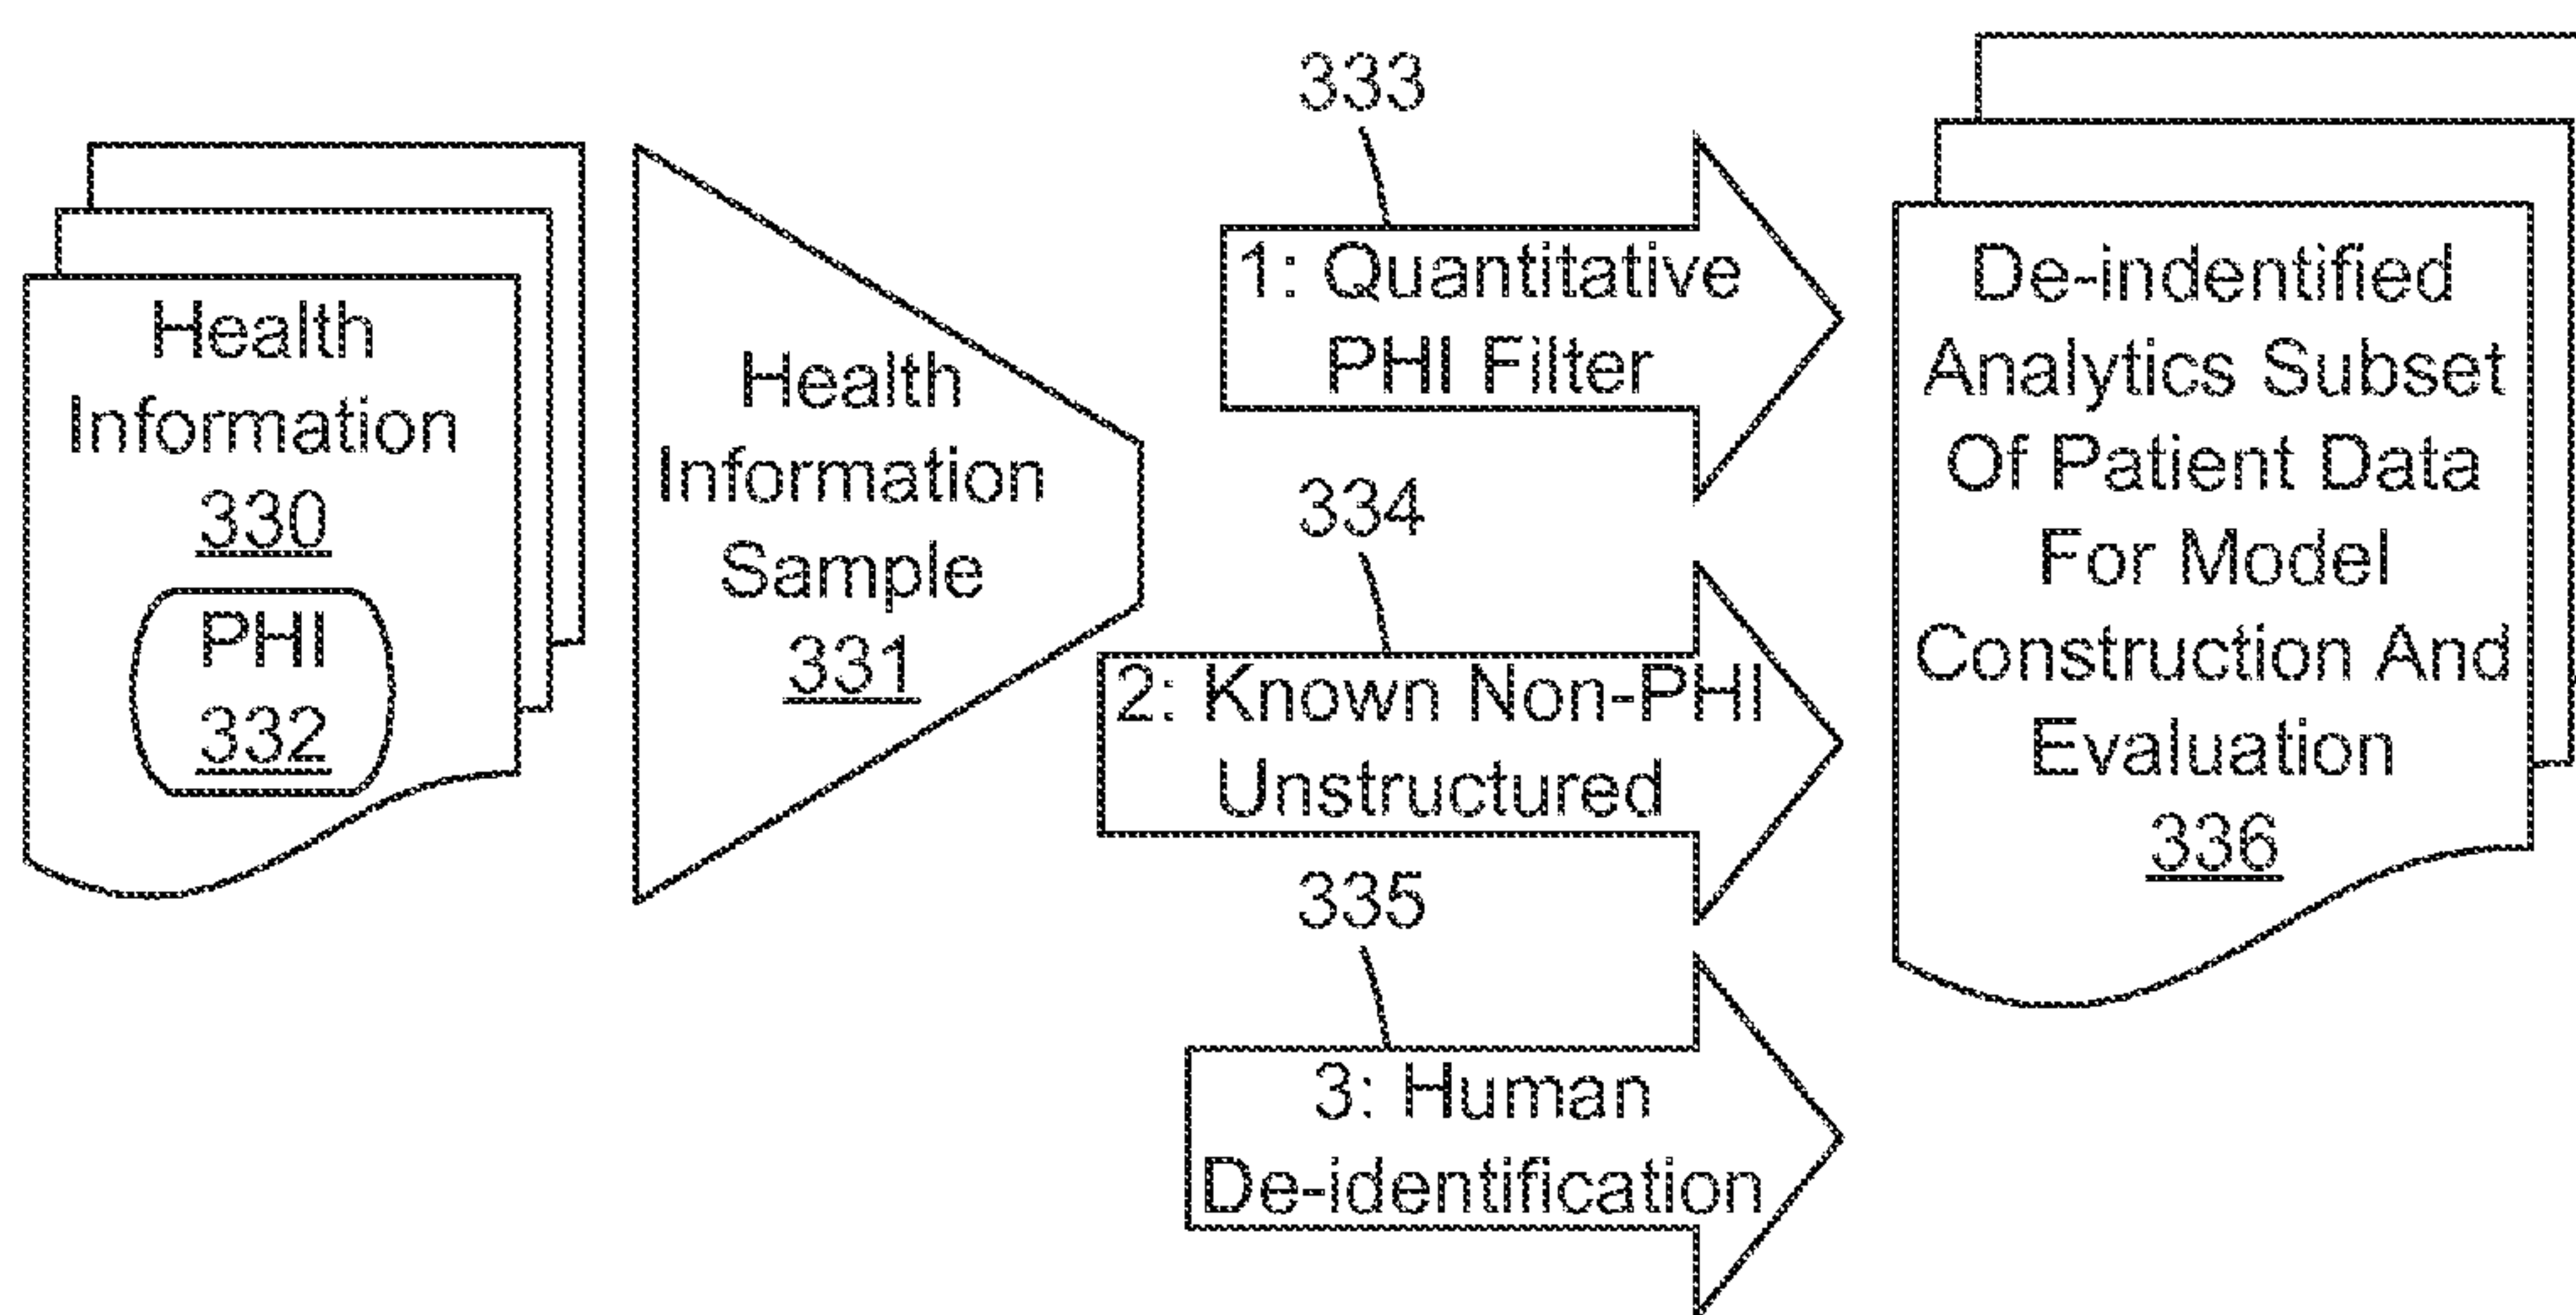 Health
Information
330
PHI
332
Health
Information
Sample
331
333
1: Quantitative
PHI Filter
334
2: Known Non-PHI
Unstructured
335
3: Human
De-identification
De-indentified
Analytics Subset
Of Patient Data
For Model
Construction And
Evaluation
336